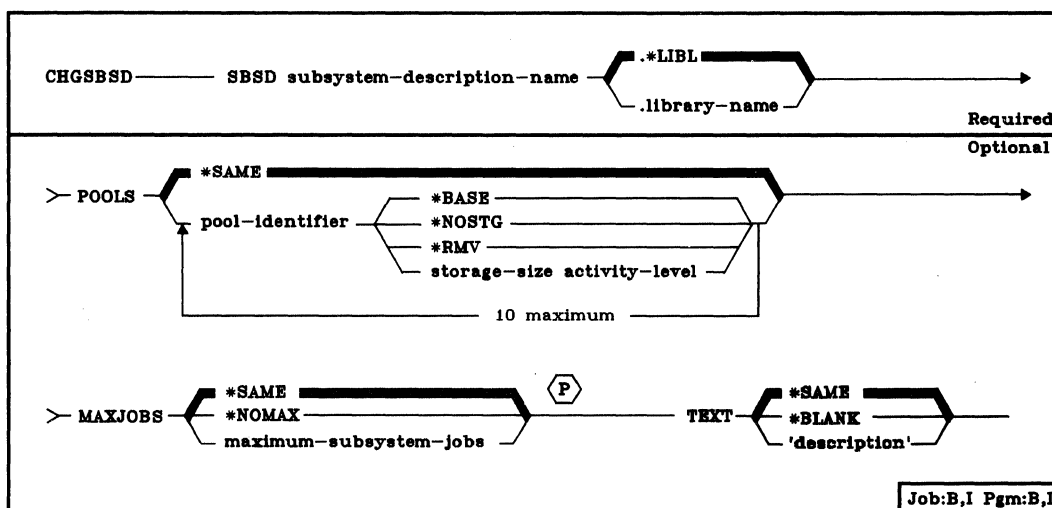 .*LIBL
CHGSBSD SBSD subsystem-description-name
.library-name
Required
Optional
*SAME
POOLS
*BASE
pool-identifier *NOSTG
*RMV
storage-size activity-level
10 maximum
*SAME P *SAME
MAXJOBS *NOMAX TEXT *BLANK
maximum-subsystem-jobs 'description'
Job:B,I Pgm:B,I